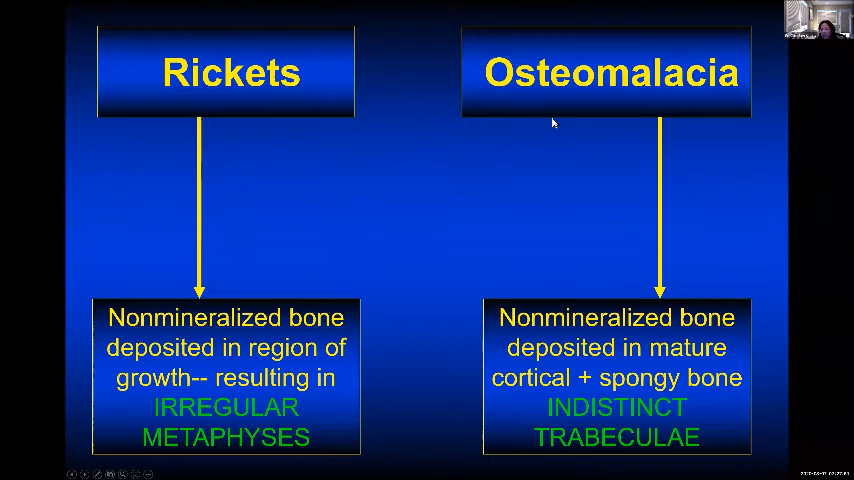 Rickets
Osteomalacia
Nonmineralized bone
deposited in region of
growth-- resulting in
IRREGULAR
METAPHYSES
Nonmineralized bone
deposited in mature
cortical + spongy bone
INDISTINCT
TRABECULAE